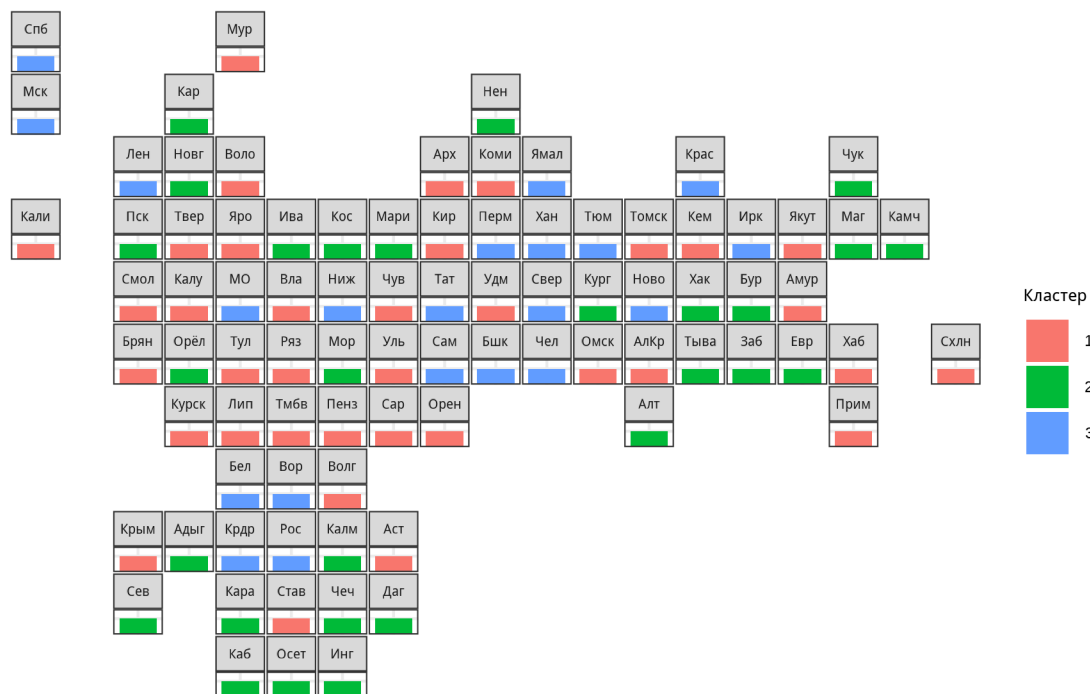 Спб Мур
Мск Кар Нен
Лен Новг Воло Арх Коми Ямал Крас Чук
Кали Пск Твер Яро Ива Кос Мари Кир Перм Хан Тюм Томск Кем Ирк Якут Маг Камч
Смол Калу МО Вла Ниж Чув Тат Удм Свер Кург Ново Хак Бур Амур
Кластер
Брян Орёл Тул Ряз Мор Уль Сам Бшк Чел Омск АлКр Тыва Заб Евр Хаб Схлн
1
2
Курск Лип Тмбв Пенз Сар Орен Алт Прим
3
Бел Вор Волг
Крым Адыг Крдр Рос Калм Аст
Сев Кара Став Чеч Даг
Каб Осет Инг